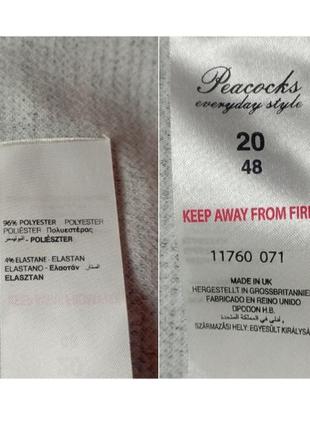 96% POLYESTER POLYESTER
POLIÉSTER Πολυεστέρας
POLIÉSZTER
4% ELASTANE - ELASTAN
ELASTANO - Ελαστάν
ELASZTAN
Peacocks
everyday style
20
48
KEEP AWAY FROM FIRE
11760 071
MADE IN UK
HERGESTELLT IN GROSSBRITANNIEN
FABRICADO EN REINO UNIDO
SZÁRMAZÁSI HELY: EGYESÜLT KIRÁLYSÁG